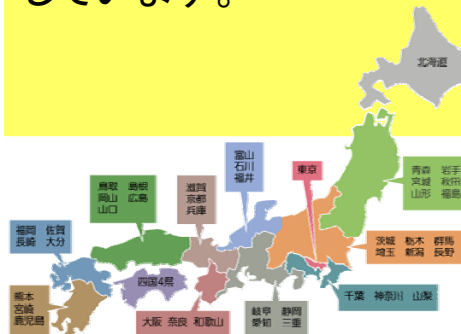 しています。
北海道
青森 岩手
宮城 秋田
山形 福島
富山
石川
福井
東京
滋賀
京都
兵庫
鳥取 島根
岡山 広島
山口
福岡 佐賀
長崎 大分
茨城 栃木 群馬
埼玉 新潟 長野
四国4県
千葉 神奈川 山梨
熊本
宮崎
鹿児島
大阪 奈良 和歌山
岐阜 静岡
愛知 三重